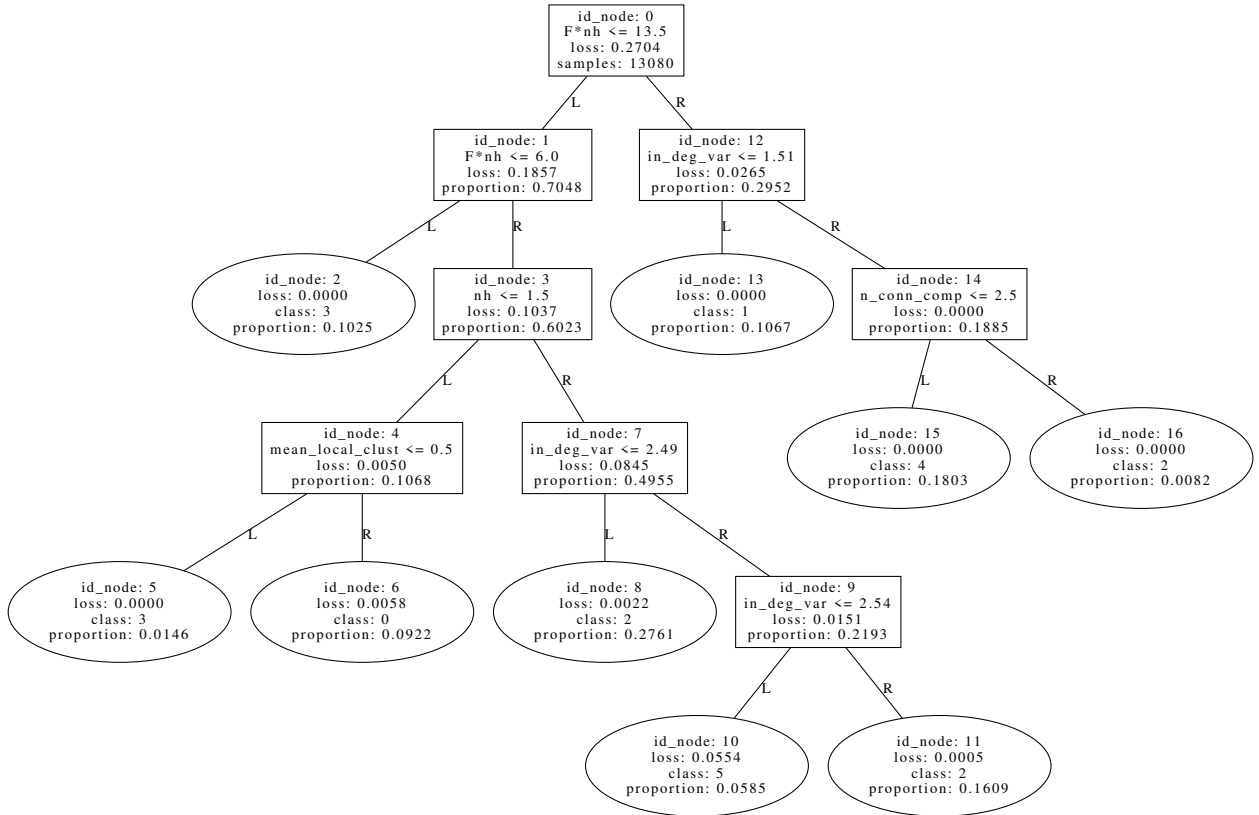 id_node: 0
F*nh <= 13.5
loss: 0.2704
samples: 13080
L
R
id_node: 1
F*nh <= 6.0
loss: 0.1857
proportion: 0.7048
id_node: 12
in_deg_var <= 1.51
loss: 0.0265
proportion: 0.2952
L
R
L
R
id_node: 2
loss: 0.0000
class: 3
proportion: 0.1025
id_node: 3
nh <= 1.5
loss: 0.1037
proportion: 0.6023
id_node: 13
loss: 0.0000
class: 1
proportion: 0.1067
id_node: 14
n_conn_comp <= 2.5
loss: 0.0000
proportion: 0.1885
L
R
L
R
id_node: 4
mean_local_clust <= 0.5
loss: 0.0050
proportion: 0.1068
id_node: 7
in_deg_var <= 2.49
loss: 0.0845
proportion: 0.4955
id_node: 15
loss: 0.0000
class: 4
proportion: 0.1803
id_node: 16
loss: 0.0000
class: 2
proportion: 0.0082
L
R
L
R
id_node: 5
loss: 0.0000
class: 3
proportion: 0.0146
id_node: 6
loss: 0.0058
class: 0
proportion: 0.0922
id_node: 8
loss: 0.0022
class: 2
proportion: 0.2761
id_node: 9
in_deg_var <= 2.54
loss: 0.0151
proportion: 0.2193
L
R
id_node: 10
loss: 0.0554
class: 5
proportion: 0.0585
id_node: 11
loss: 0.0005
class: 2
proportion: 0.1609